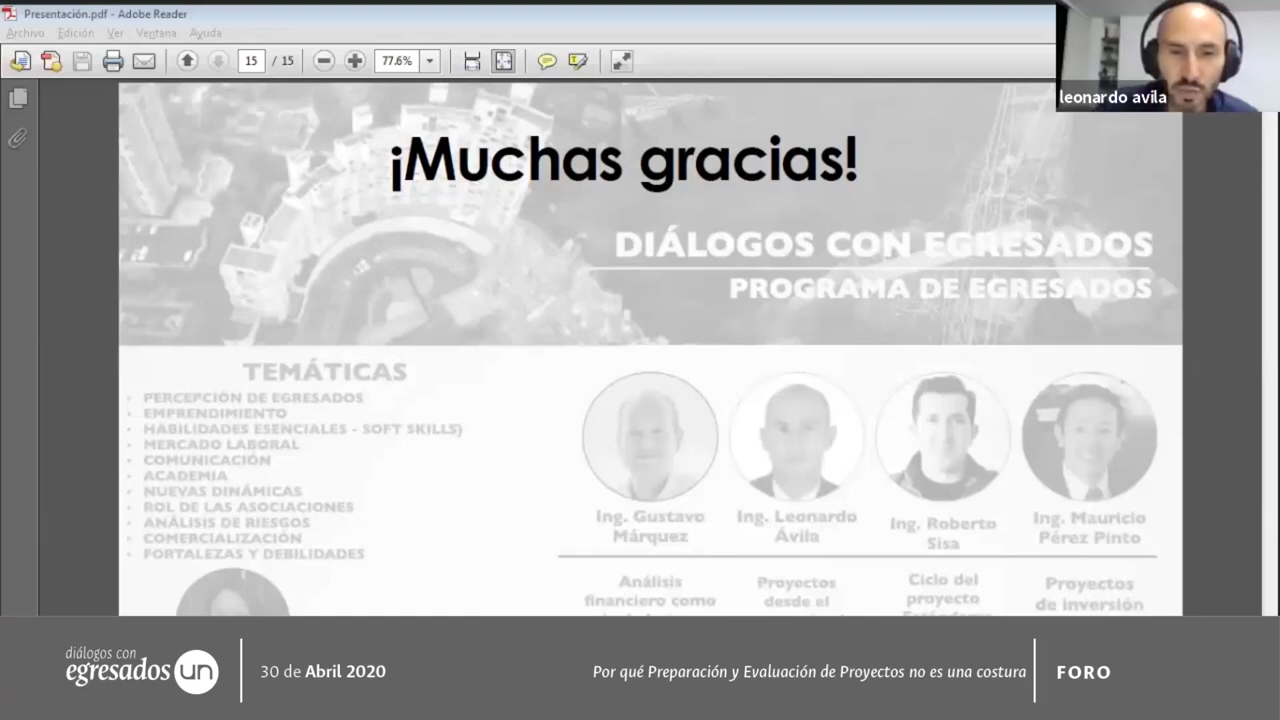 Presentación.pdf - Adobe Reader
Archivo Edición Ver Ventana Ayuda
15 / 15 77.6%
leonardo avila
¡Muchas gracias!
DIÁLOGOS CON EGRESADOS
PROGRAMA DE EGRESADOS
TEMÁTICAS
• PERCEPCIÓN DE EGRESADOS
• EMPRENDIMIENTO
• HABILIDADES ESENCIALES - SOFT SKILLS)
• MERCADO LABORAL
• COMUNICACIÓN
• ACADEMIA
• NUEVAS DINÁMICAS
• ROL DE LAS ASOCIACIONES
• ANÁLISIS DE RIESGOS
• COMERCIALIZACIÓN
• FORTALEZAS Y DEBILIDADES
Ing. Gustavo
Márquez
Ing. Leonardo
Ávila
Ing. Roberto
Sisa
Ing. Mauricio
Pérez Pinto
Análisis
financiero como
Proyectos
desde el
Ciclo del
proyecto
Proyectos
de inversión
diálogos con
egresados un
30 de Abril 2020
Por qué Preparación y Evaluación de Proyectos no es una costura
FORO